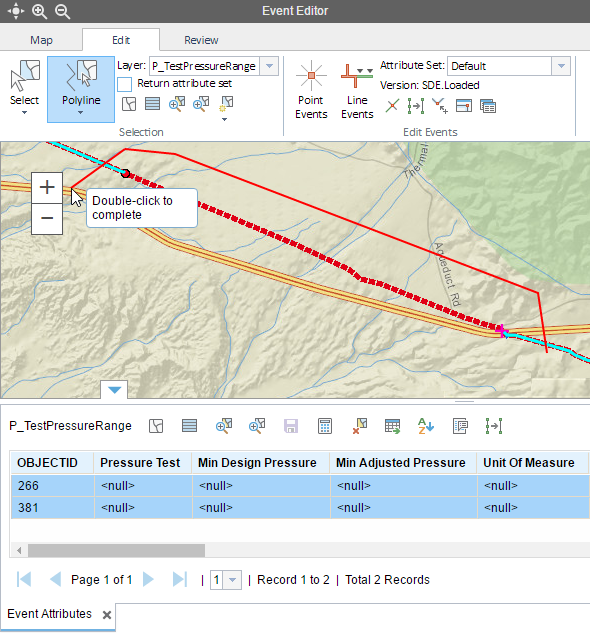 Event Editor
Map
Edit
Review
Select
Polyline
Layer: P_TestPressureRange
Return attribute set
Selection
Point Events
Line Events
Attribute Set: Default
Version: SDE.Loaded
Edit Events
Thermal
Aqueduct Rd
+
−
Double-click to
complete
P_TestPressureRange
OBJECTID Pressure Test Min Design Pressure Min Adjusted Pressure Unit Of Measure
266 <null> <null> <null> <null>
381 <null> <null> <null> <null>
Page 1 of 1 | 1 | Record 1 to 2 | Total 2 Records
Event Attributes